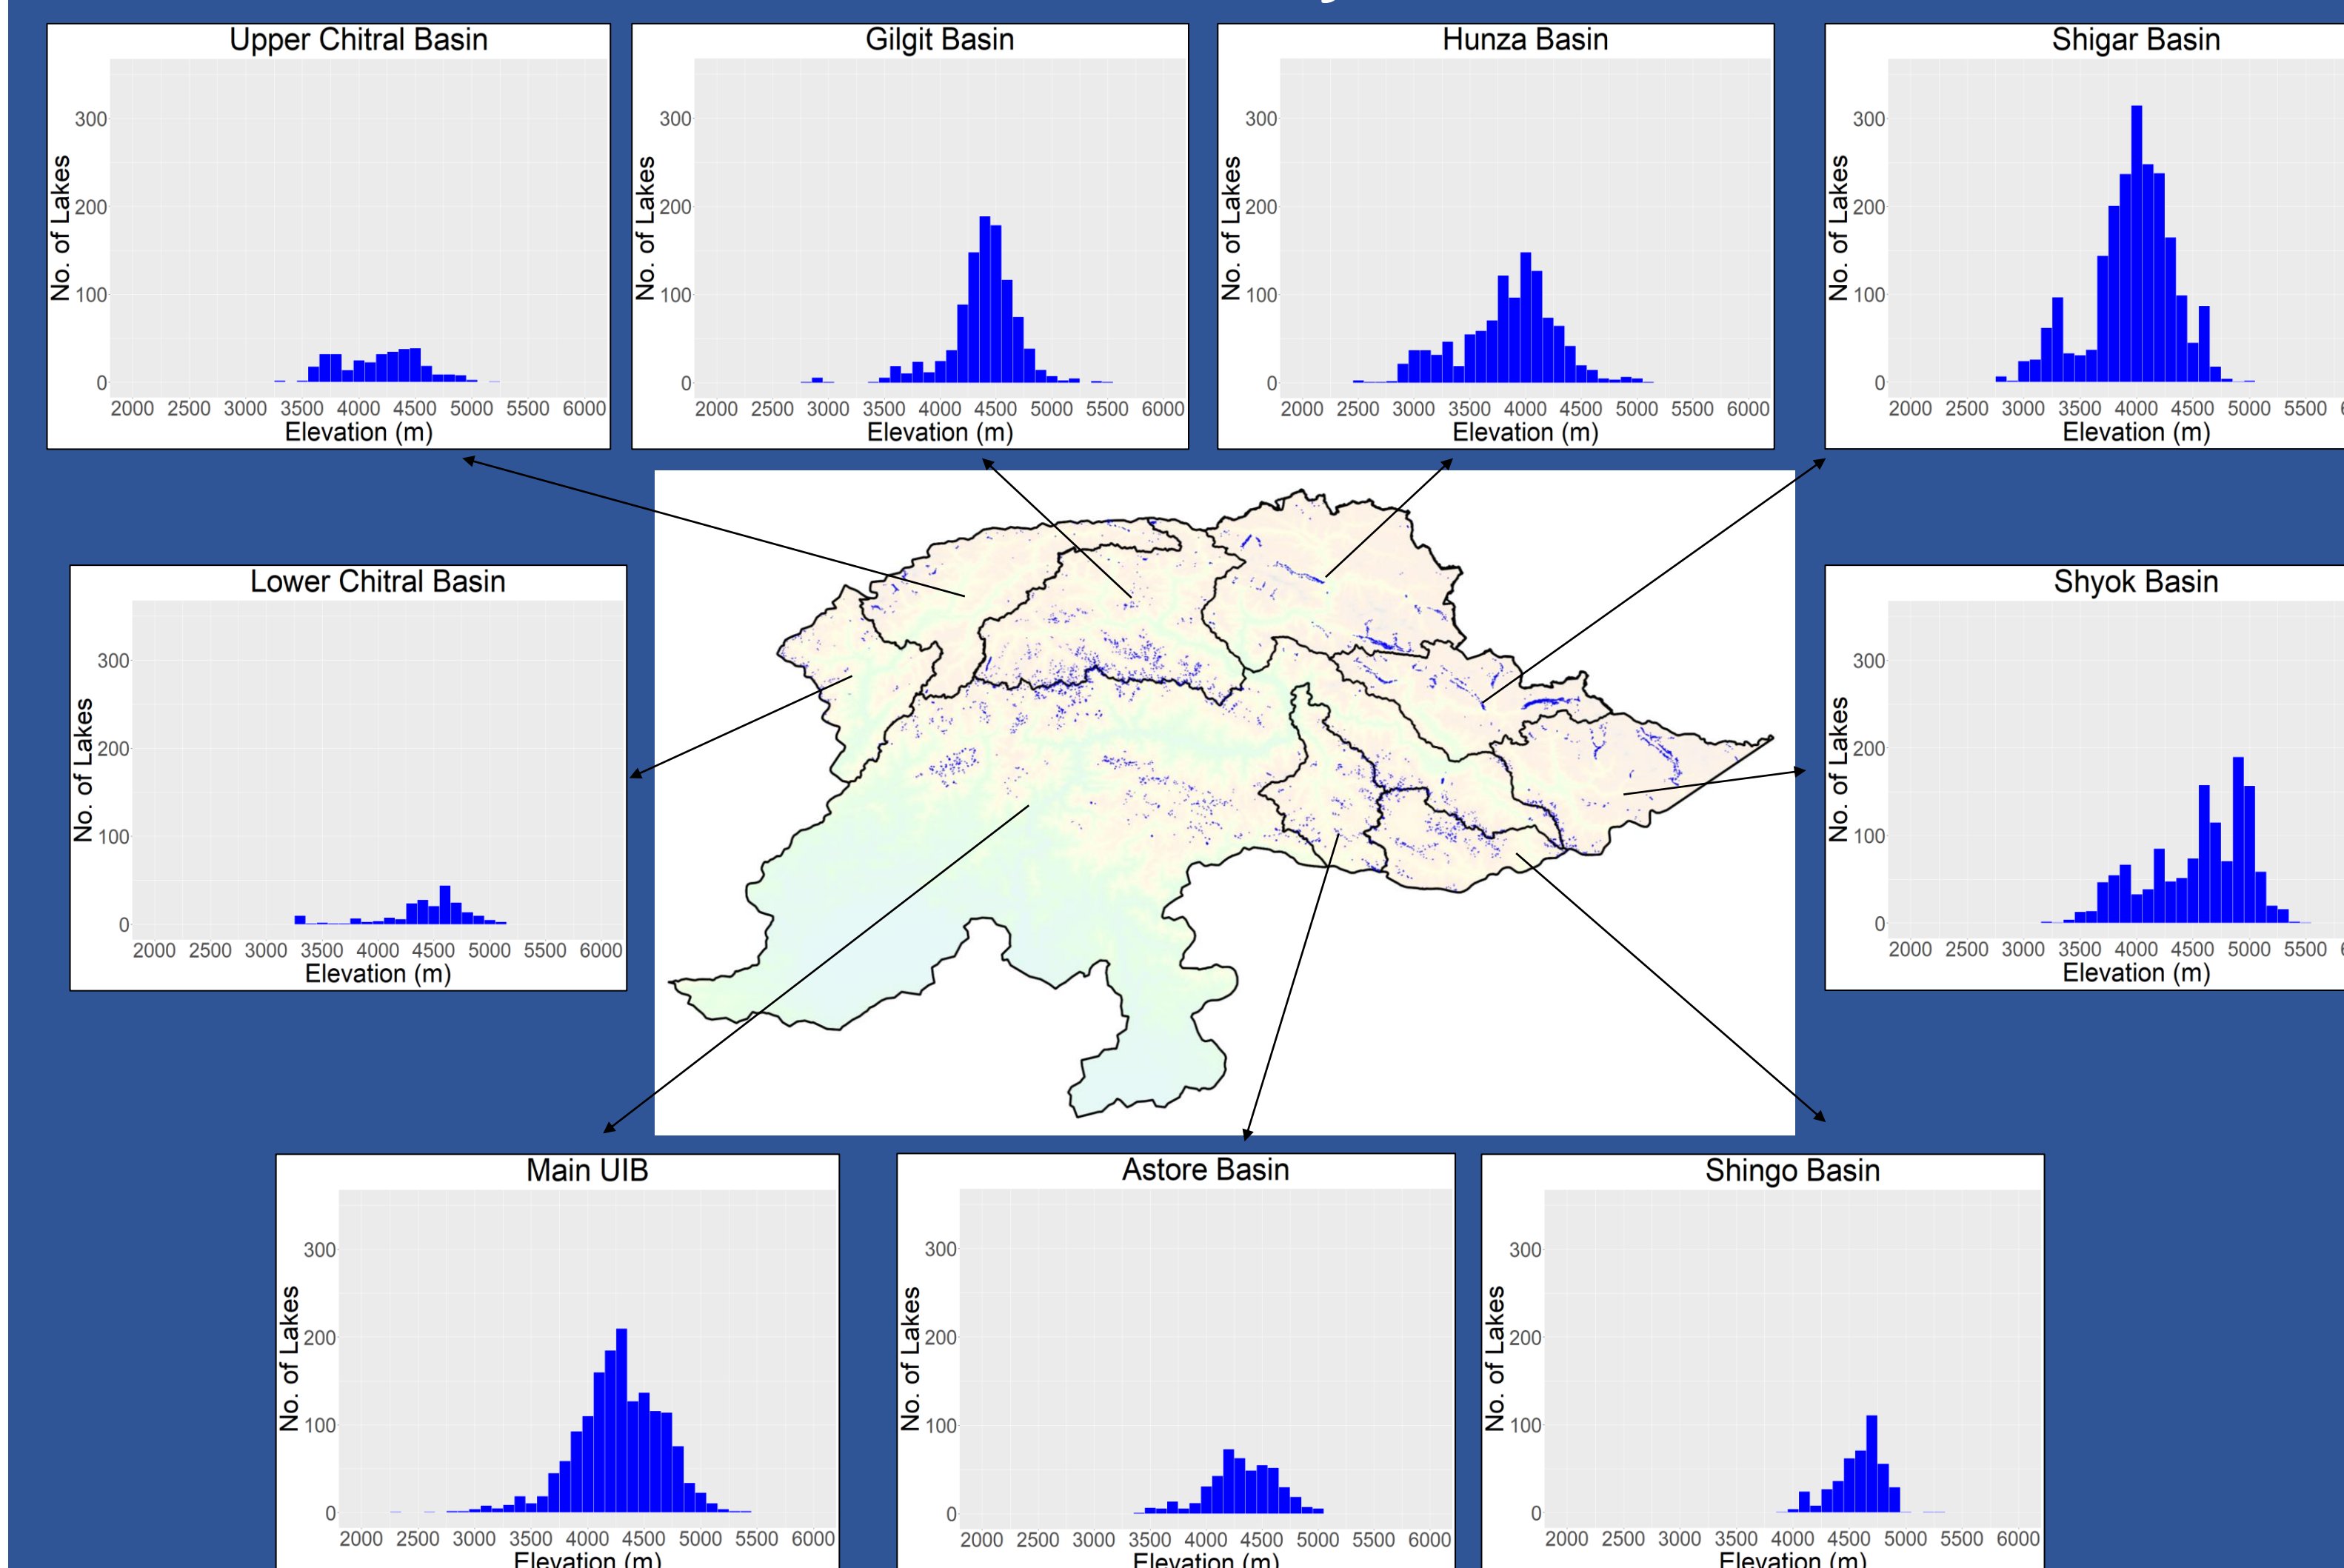 Upper Chitral Basin
No. of Lakes
300
200
100
0
2000 2500 3000 3500 4000 4500 5000 5500 6000
Elevation (m)
Gilgit Basin
No. of Lakes
300
200
100
0
2000 2500 3000 3500 4000 4500 5000 5500 6000
Elevation (m)
Hunza Basin
No. of Lakes
300
200
100
0
2000 2500 3000 3500 4000 4500 5000 5500 6000
Elevation (m)
Shigar Basin
No. of Lakes
300
200
100
0
2000 2500 3000 3500 4000 4500 5000 5500
Elevation (m)
Lower Chitral Basin
No. of Lakes
300
200
100
0
2000 2500 3000 3500 4000 4500 5000 5500 6000
Elevation (m)
Shyok Basin
No. of Lakes
300
200
100
0
2000 2500 3000 3500 4000 4500 5000 5500
Elevation (m)
Main UIB
No. of Lakes
300
200
100
0
2000 2500 3000 3500 4000 4500 5000 5500 6000
Elevation (m)
Astore Basin
No. of Lakes
300
200
100
0
2000 2500 3000 3500 4000 4500 5000 5500 6000
Elevation (m)
Shingo Basin
No. of Lakes
300
200
100
0
2000 2500 3000 3500 4000 4500 5000 5500 6000
Elevation (m)